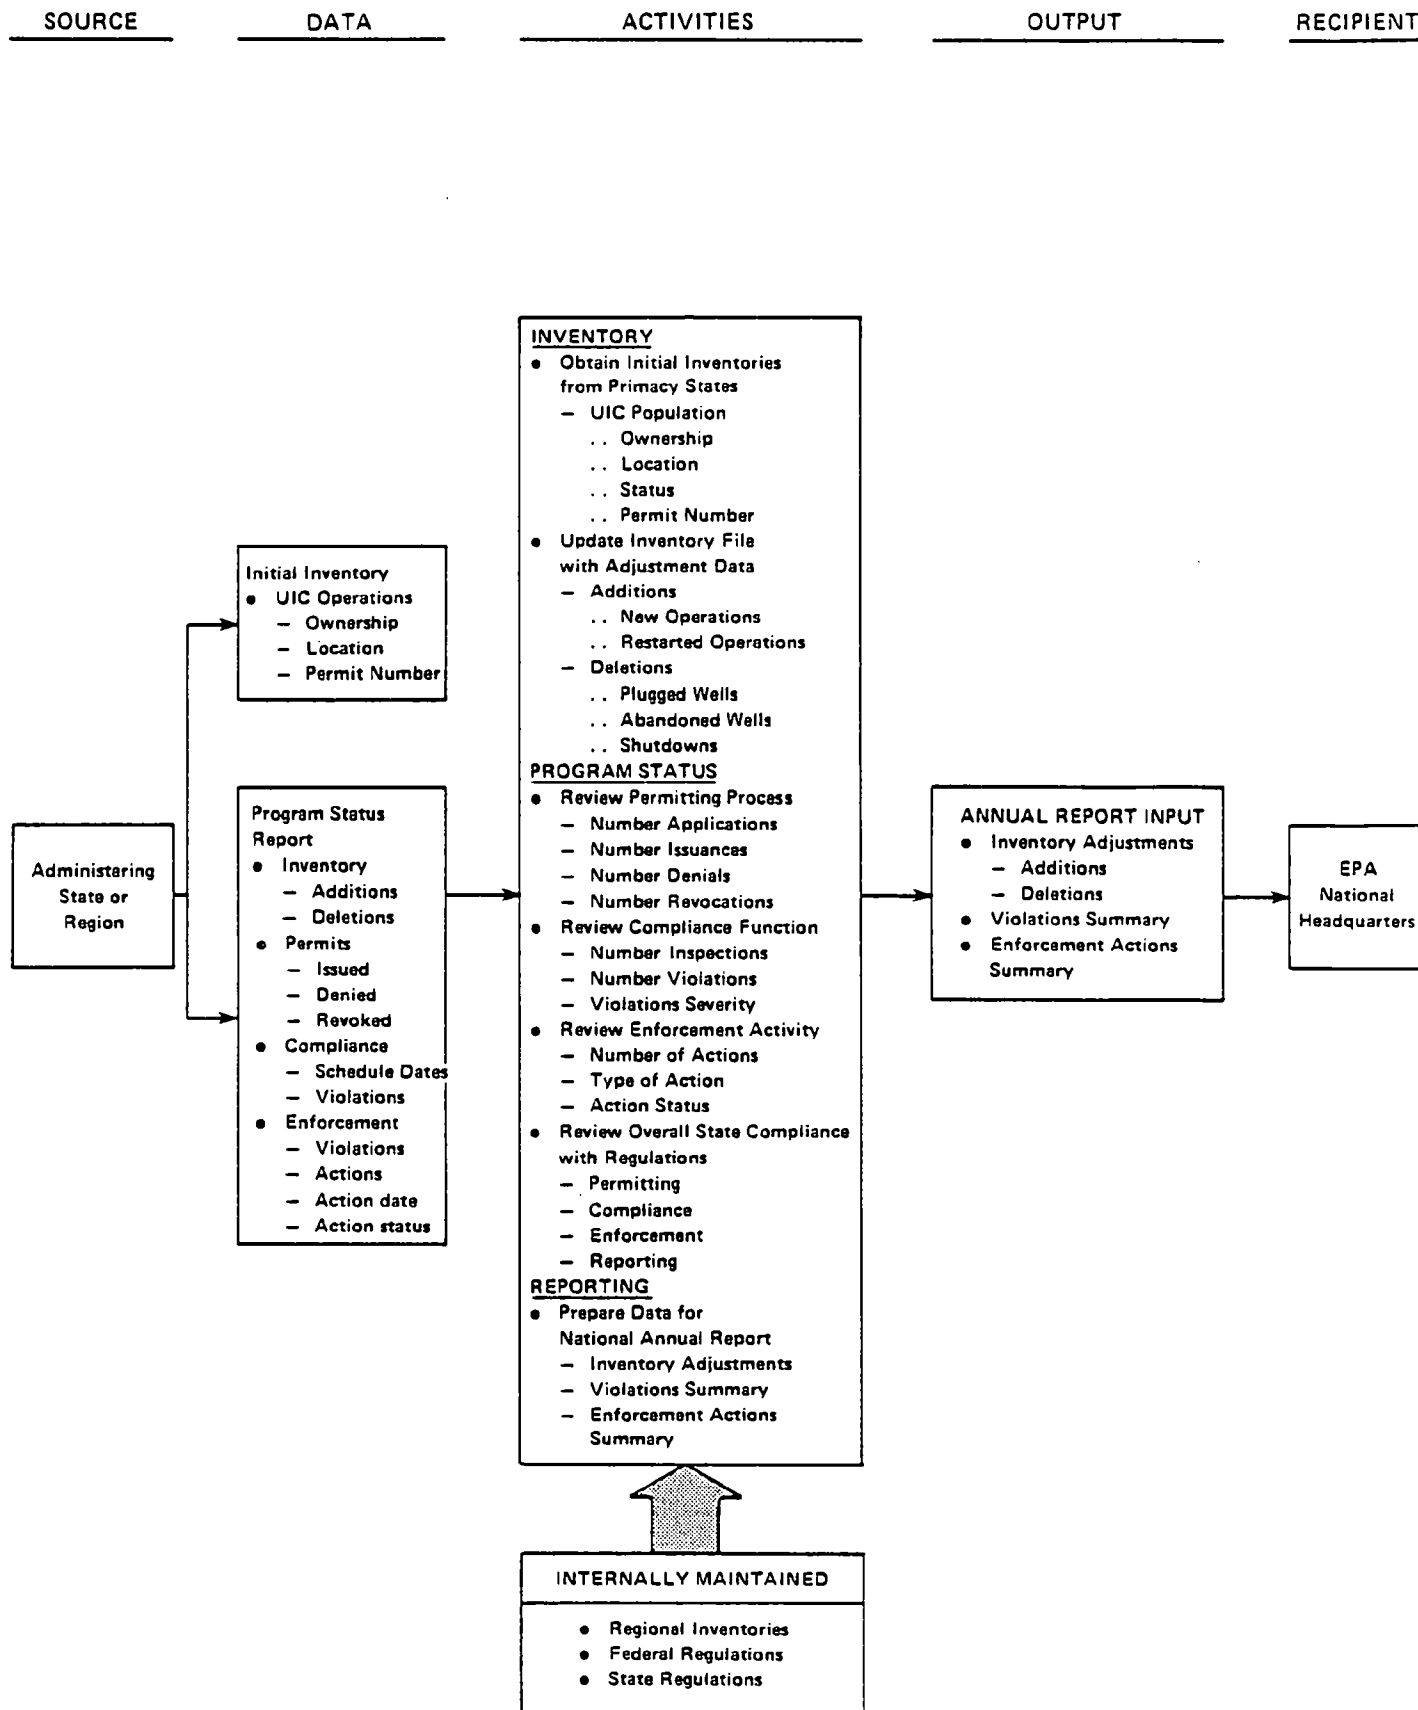 SOURCE
DATA
ACTIVITIES
OUTPUT
RECIPIENT
Administering
State or
Region
Initial Inventory
● UIC Operations
– Ownership
– Location
– Permit Number
Program Status
Report
● Inventory
– Additions
– Deletions
● Permits
– Issued
– Denied
– Revoked
● Compliance
– Schedule Dates
– Violations
● Enforcement
– Violations
– Actions
– Action date
– Action status
INVENTORY
● Obtain Initial Inventories
from Primacy States
– UIC Population
. . Ownership
. . Location
. . Status
. . Permit Number
● Update Inventory File
with Adjustment Data
– Additions
. . New Operations
. . Restarted Operations
– Deletions
. . Plugged Wells
. . Abandoned Wells
. . Shutdowns
PROGRAM STATUS
● Review Permitting Process
– Number Applications
– Number Issuances
– Number Denials
– Number Revocations
● Review Compliance Function
– Number Inspections
– Number Violations
– Violations Severity
● Review Enforcement Activity
– Number of Actions
– Type of Action
– Action Status
● Review Overall State Compliance
with Regulations
– Permitting
– Compliance
– Enforcement
– Reporting
REPORTING
● Prepare Data for
National Annual Report
– Inventory Adjustments
– Violations Summary
– Enforcement Actions
Summary
INTERNALLY MAINTAINED
● Regional Inventories
● Federal Regulations
● State Regulations
ANNUAL REPORT INPUT
● Inventory Adjustments
– Additions
– Deletions
● Violations Summary
● Enforcement Actions
Summary
EPA
National
Headquarters